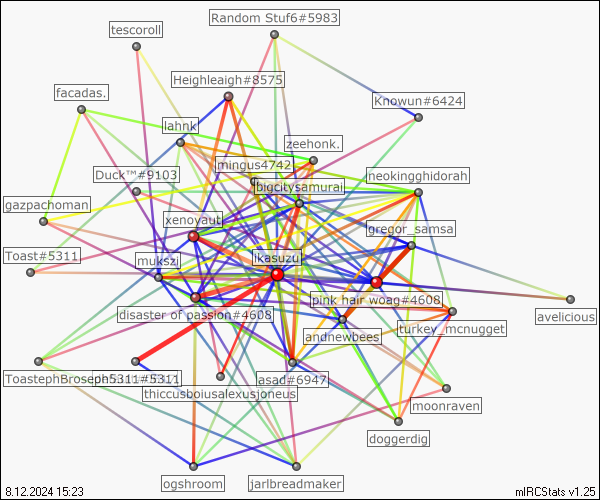 Random Stuf6#5983
tescoroll
Heighleaigh#8575
facadas.
Knowun#6424
lahnk
zeehonk.
mingus4742
Duck™#9103
neokingghidorah
bigcitysamurai
gazpachoman
xenoyaut
gregor_samsa
Toast#5311
mukszi
ikasuzu
pink hair woag#4608
avelicious
disaster of passion#4608
turkey_mcnugget
andnewbees
ToastephBroseph5311#5311
asad#6947
thiccusboiusalexusjoneus
moonraven
doggerdig
ogshroom
jarlbreadmaker
8.12.2024 15:23
mIRCStats v1.25